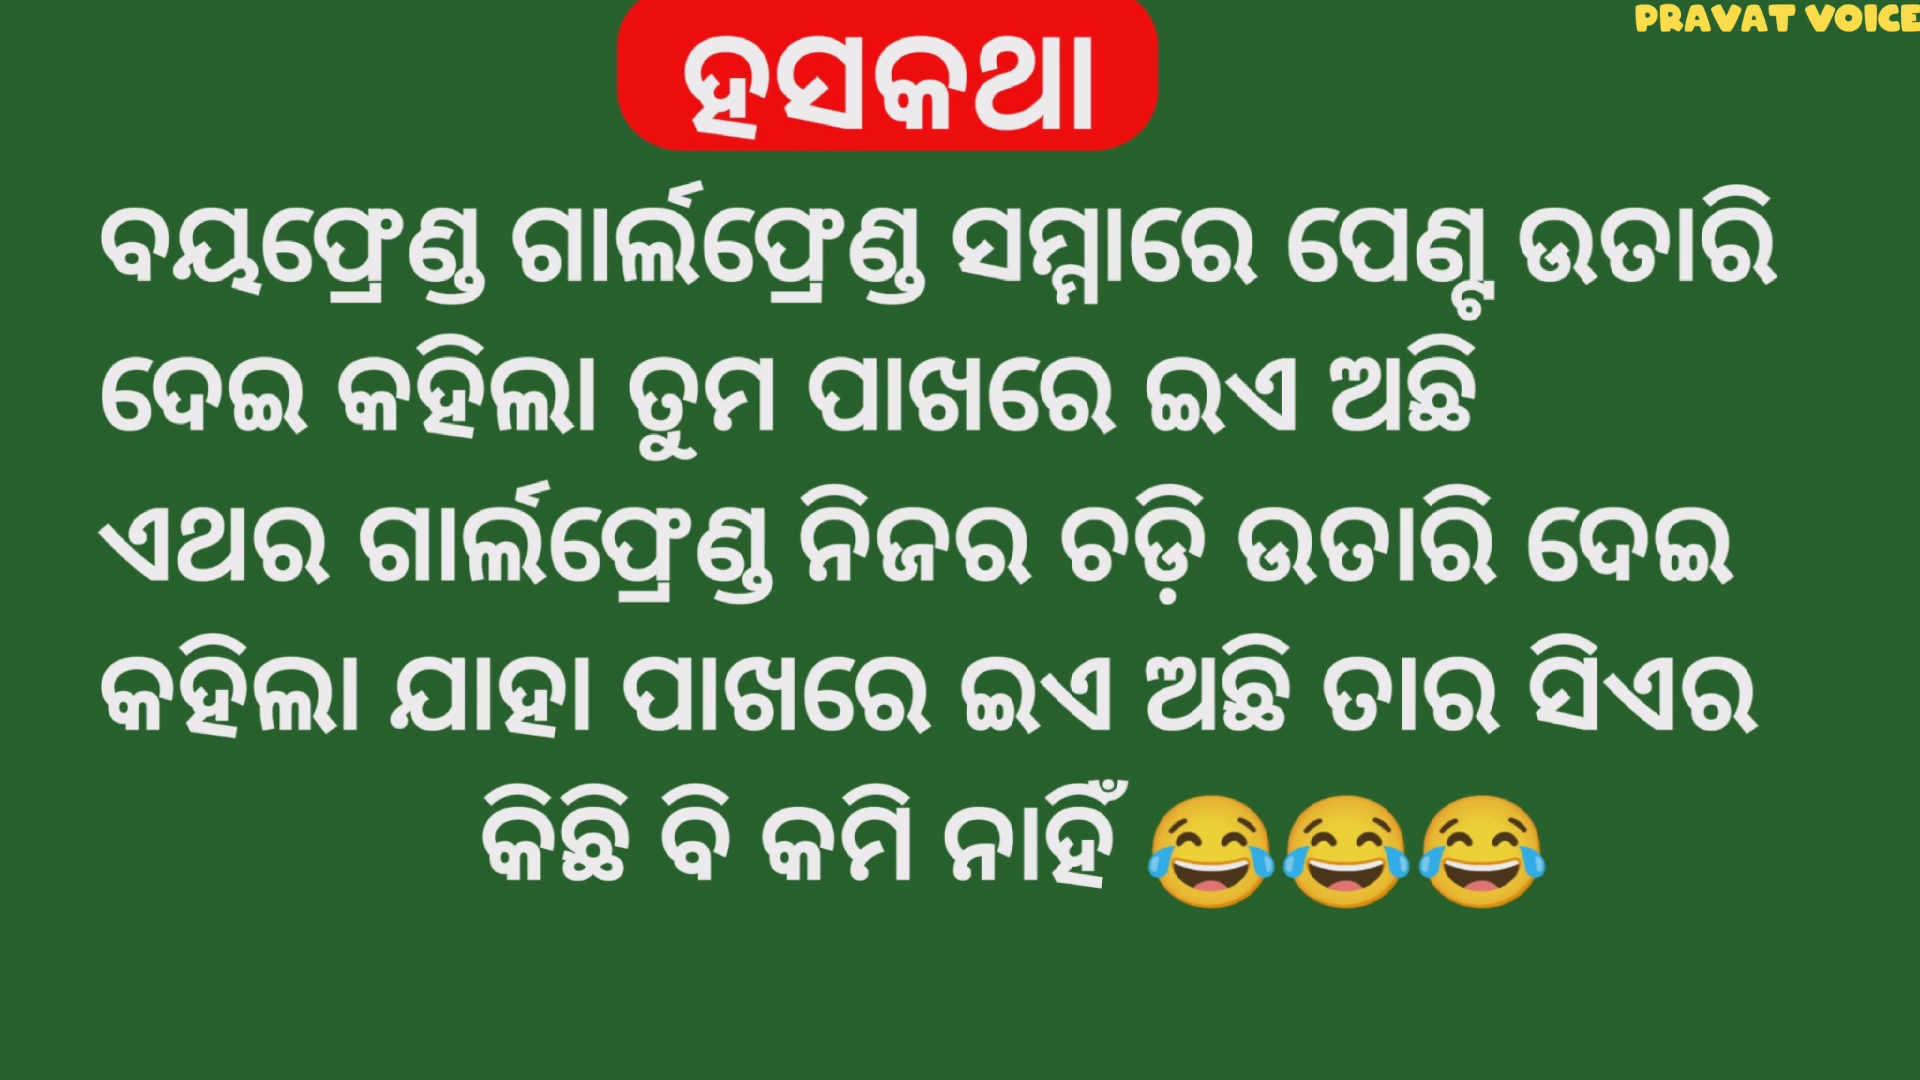 PRAVAT VOICE
ହସକଥା
ବୟଫ୍ରେଣ୍ଡ ଗାର୍ଲଫ୍ରେଣ୍ଡ ସମ୍ନାରେ ପେଣ୍ଟ ଉତାରି
ଦେଇ କହିଲା ତୁମ ପାଖରେ ଇଏ ଅଛି
ଏଥର ଗାର୍ଲଫ୍ରେଣ୍ଡ ନିଜର ଚଡ଼ି ଉତାରି ଦେଇ
କହିଲା ଯାହା ପାଖରେ ଇଏ ଅଛି ତାର ସିଏର
କିଛି ବି କମି ନାହିଁ 😂😂😂